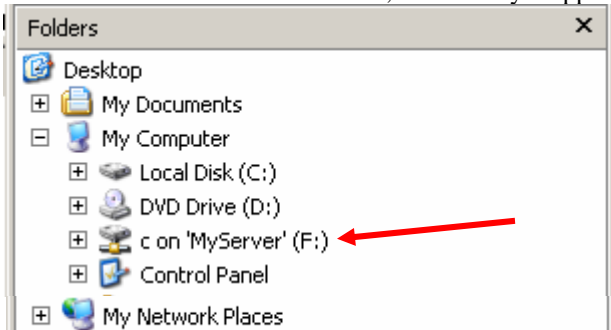 Folders
Desktop
My Documents
My Computer
Local Disk (C:)
DVD Drive (D:)
c on 'MyServer' (F:)
Control Panel
My Network Places